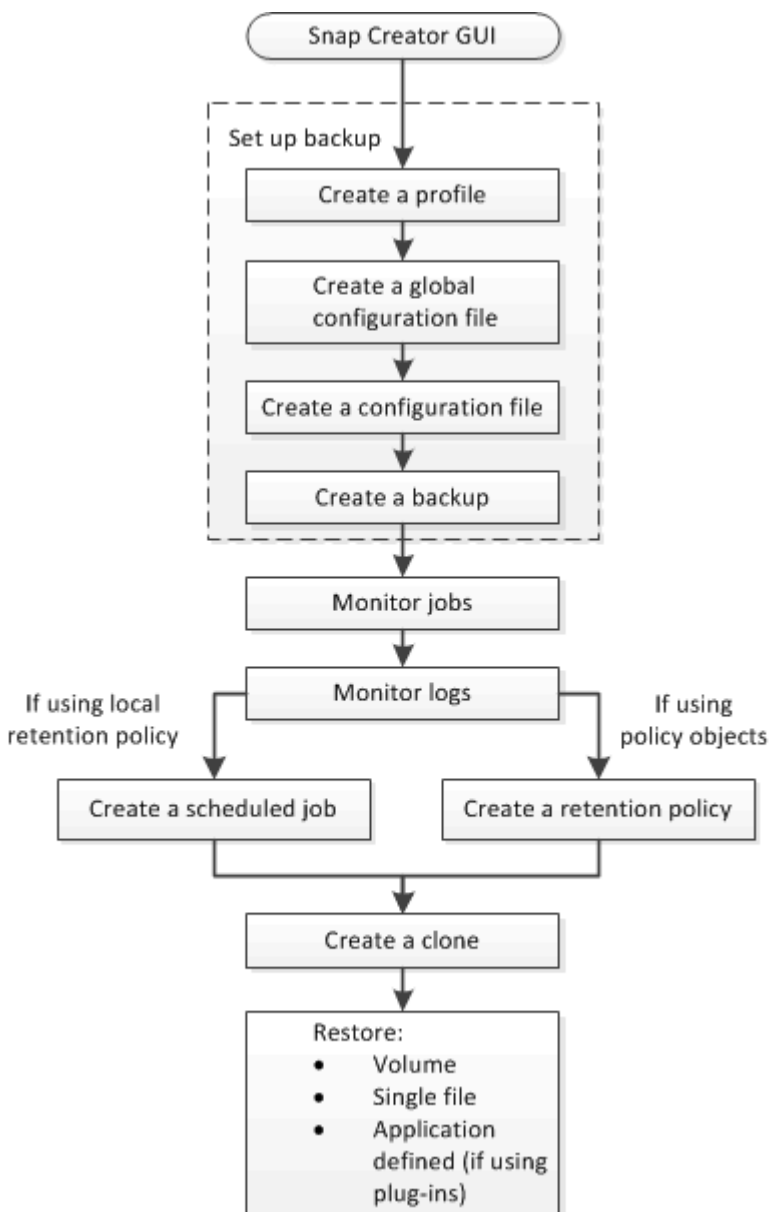 Snap Creator GUI
Set up backup
Create a profile
Create a global
configuration file
Create a configuration file
Create a backup
Monitor jobs
Monitor logs
If using local
retention policy
If using
policy objects
Create a scheduled job
Create a retention policy
Create a clone
Restore:
• Volume
• Single file
• Application
defined (if using
plug-ins)